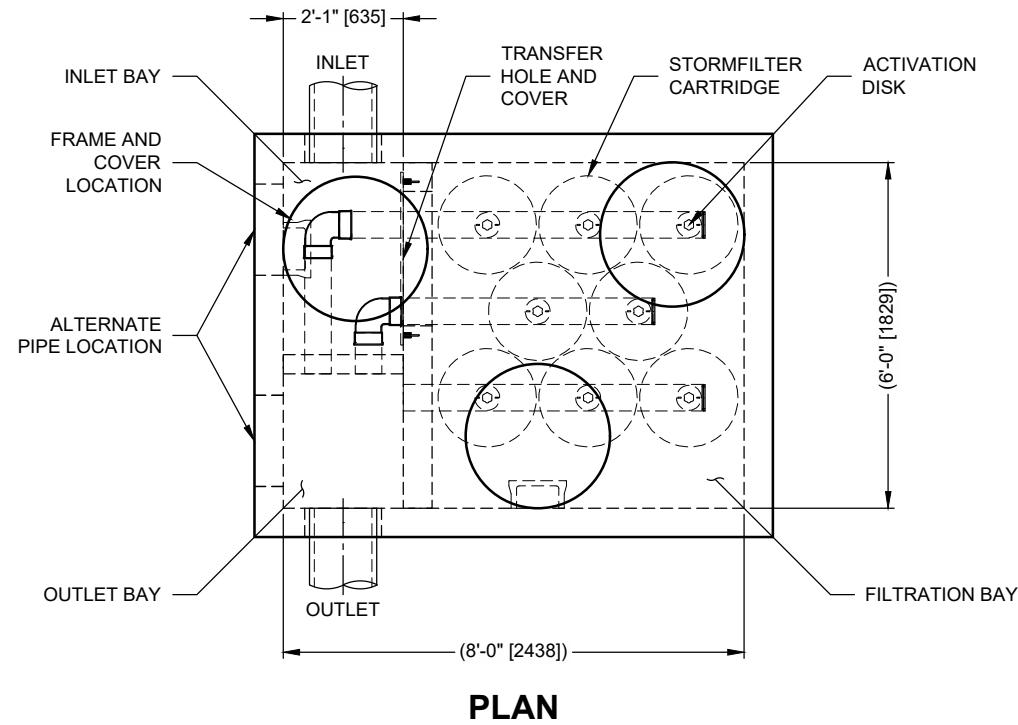 2'-1" [635]
INLET
INLET BAY
TRANSFER
HOLE AND
COVER
STORMFILTER
CARTRIDGE
ACTIVATION
DISK
FRAME AND
COVER
LOCATION
ALTERNATE
PIPE LOCATION
(6'-0" [1829])
OUTLET BAY
OUTLET
FILTRATION BAY
(8'-0" [2438])
PLAN